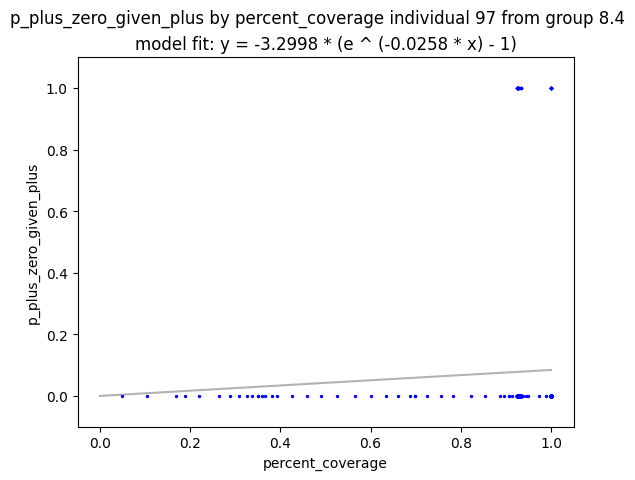 p_plus_zero_given_plus by percent_coverage individual 97 from group 8.4
model fit: y = -3.2998 * (e ^ (-0.0258 * x) - 1)
1.0
0.8
0.6
0.4
0.2
0.0
p_plus_zero_given_plus
0.0 0.2 0.4 0.6 0.8 1.0
percent_coverage